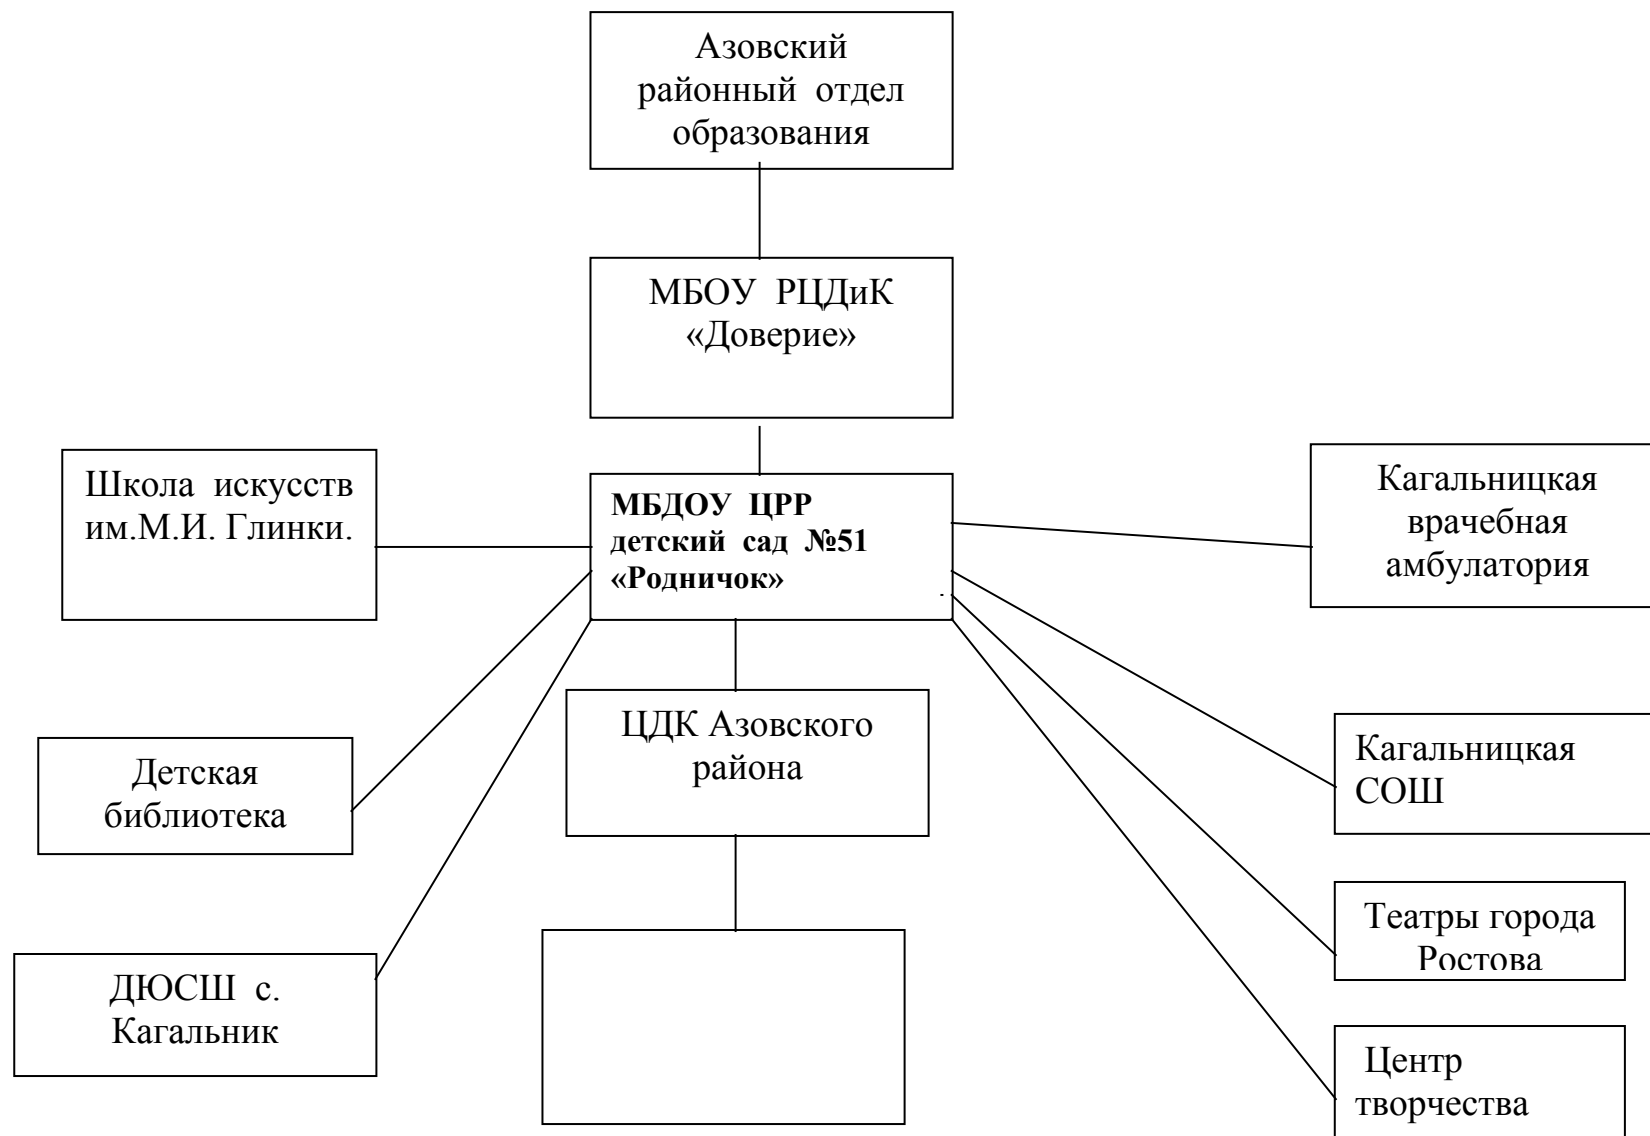 Азовский
районный отдел
образования
МБОУ РЦДиК
«Доверие»
Школа искусств
им.М.И. Глинки.
МБДОУ ЦРР
детский сад №51
«Родничок»
.
Кагальницкая
врачебная
амбулатория
ЦДК Азовского
района
Детская
библиотека
Кагальницкая
СОШ
Театры города
Ростова
ДЮСШ с.
Кагальник
Центр
творчества